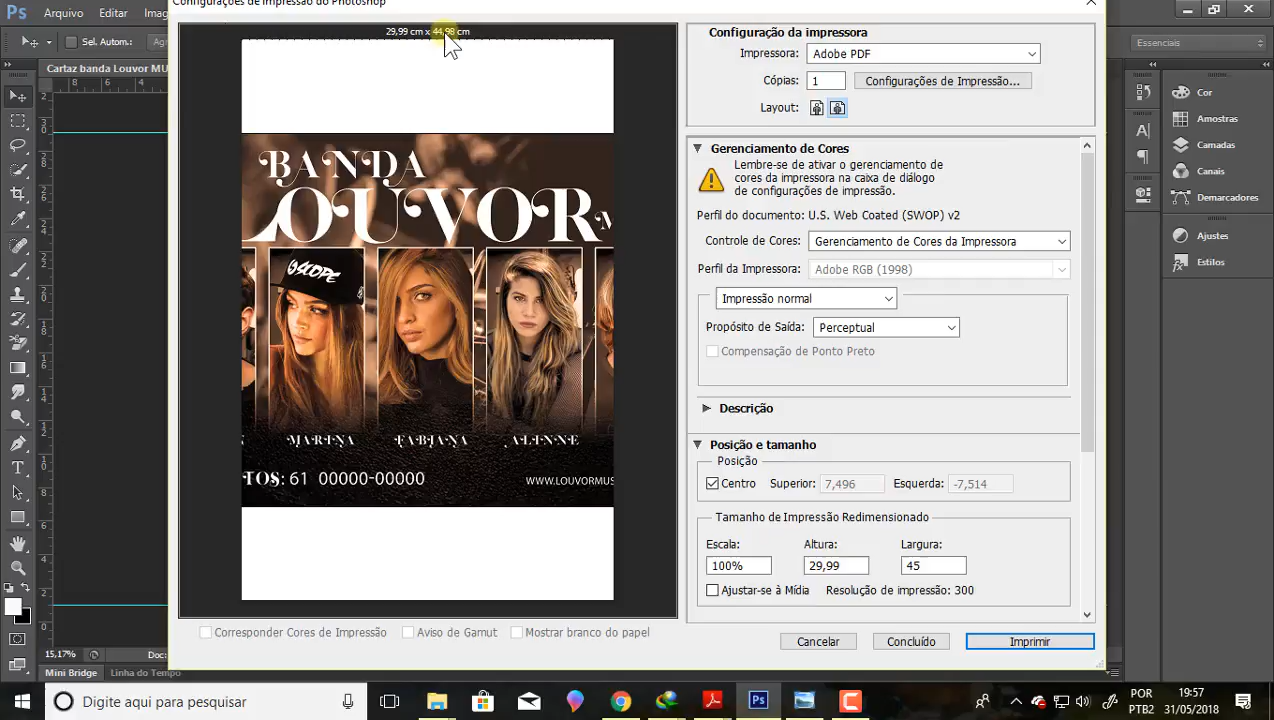 Configurações de Impressão do Photoshop
Ps
Arquivo
Editar
Ima
Sel. Autom.:
Essenciais
Cartaz banda Louvor MU
29,99 cm x 44,98 cm
BANDA
LOUVOR
MARINA
FABIANA
ALINNE
TOS: 61 00000-00000
WWW.LOUVORMUS
Corresponder Cores de Impressão
Aviso de Gamut
Mostrar branco do papel
Configuração da impressora
Impressora: Adobe PDF
Cópias: 1 Configurações de Impressão...
Layout:
Gerenciamento de Cores
Lembre-se de ativar o gerenciamento de
cores da impressora na caixa de diálogo
de configurações de impressão.
Perfil do documento: U.S. Web Coated (SWOP) v2
Controle de Cores: Gerenciamento de Cores da Impressora
Perfil da Impressora: Adobe RGB (1998)
Impressão normal
Propósito de Saída: Perceptual
Compensação de Ponto Preto
Descrição
Posição e tamanho
Posição
Centro Superior: 7,496 Esquerda: -7,514
Tamanho de Impressão Redimensionado
Escala: Altura: Largura:
100% 29,99 45
Ajustar-se à Mídia Resolução de impressão: 300
Cancelar
Concluído
Imprimir
Cor
Amostras
Camadas
Canais
Demarcadores
Ajustes
Estilos
15,17%
Doc:
Mini Bridge
Linha do Tempo
Digite aqui para pesquisar
POR
PTB2
19:57
31/05/2018